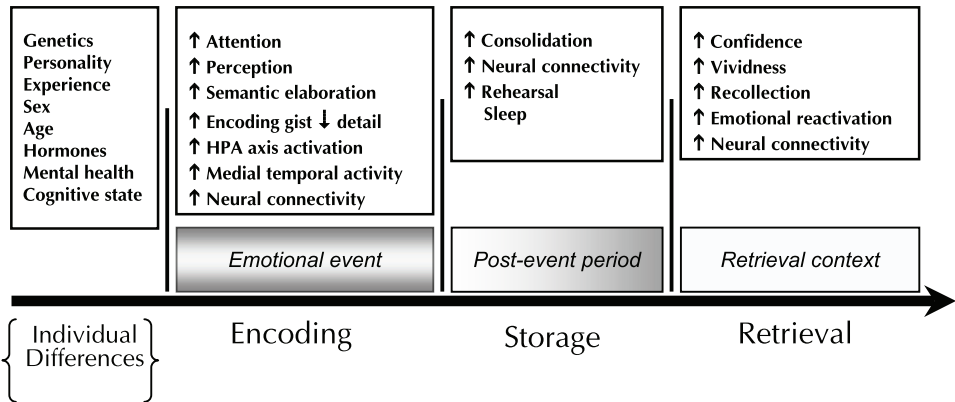 Genetics
Personality
Experience
Sex
Age
Hormones
Mental health
Cognitive state
↑ Attention
↑ Perception
↑ Semantic elaboration
↑ Encoding gist ↓ detail
↑ HPA axis activation
↑ Medial temporal activity
↑ Neural connectivity
↑ Consolidation
↑ Neural connectivity
↑ Rehearsal
Sleep
↑ Confidence
↑ Vividness
↑ Recollection
↑ Emotional reactivation
↑ Neural connectivity
Emotional event
Post-event period
Retrieval context
Individual
Differences
Encoding
Storage
Retrieval